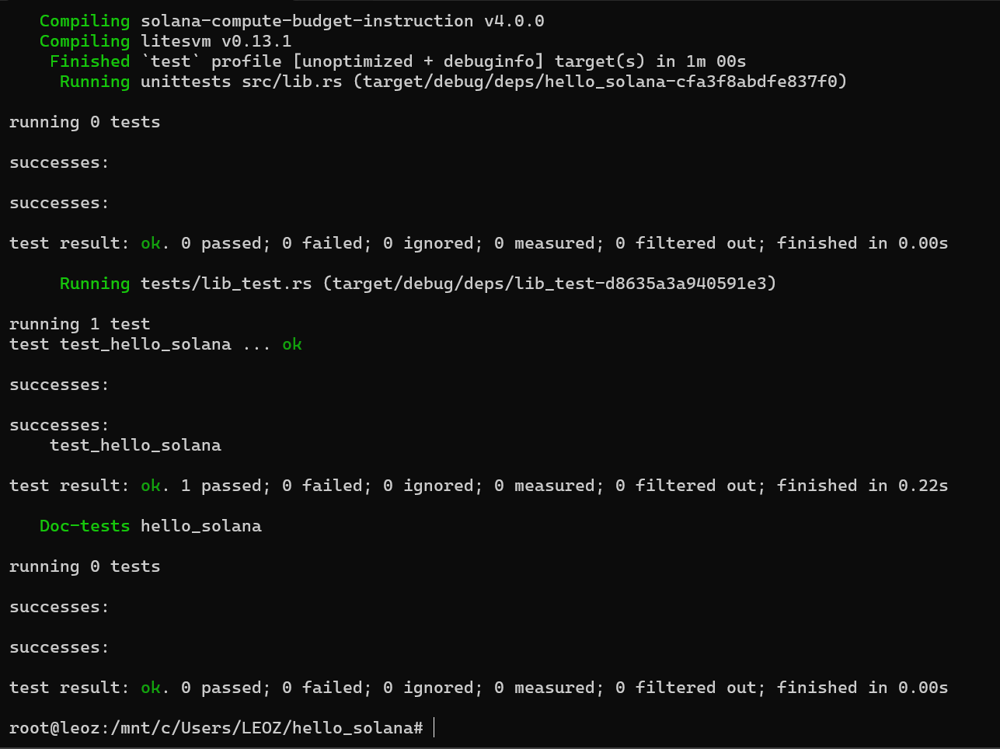 Compiling solana-compute-budget-instruction v4.0.0
Compiling litesvm v0.13.1
Finished `test` profile [unoptimized + debuginfo] target(s) in 1m 00s
Running unittests src/lib.rs (target/debug/deps/hello_solana-cfa3f8abdfe837f0)
running 0 tests
successes:
successes:
test result: ok. 0 passed; 0 failed; 0 ignored; 0 measured; 0 filtered out; finished in 0.00s
Running tests/lib_test.rs (target/debug/deps/lib_test-d8635a3a940591e3)
running 1 test
test test_hello_solana ... ok
successes:
successes:
test_hello_solana
test result: ok. 1 passed; 0 failed; 0 ignored; 0 measured; 0 filtered out; finished in 0.22s
Doc-tests hello_solana
running 0 tests
successes:
successes:
test result: ok. 0 passed; 0 failed; 0 ignored; 0 measured; 0 filtered out; finished in 0.00s
root@leoz:/mnt/c/Users/LEOZ/hello_solana#